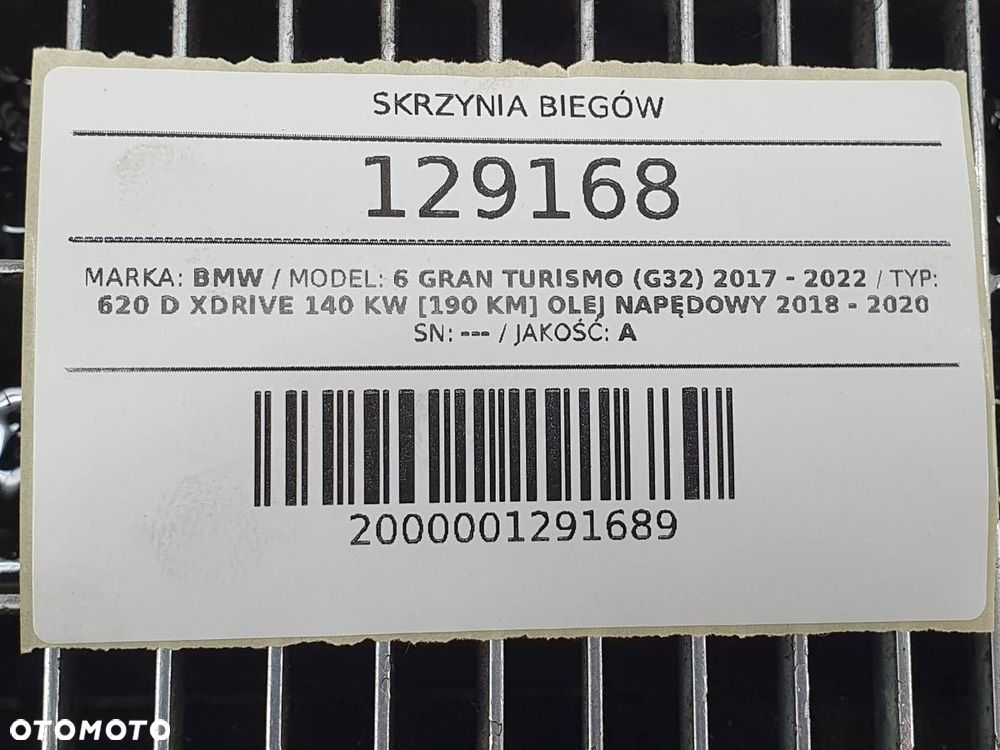 SKRZYNIA BIEGÓW
129168
MARKA: BMW / MODEL: 6 GRAN TURISMO (G32) 2017 - 2022 / TYP:
620 D XDRIVE 140 KW [190 KM] OLEJ NAPĘDOWY 2018 - 2020
SN: --- / JAKOŚĆ: A
2000001291689
OTOMOTO